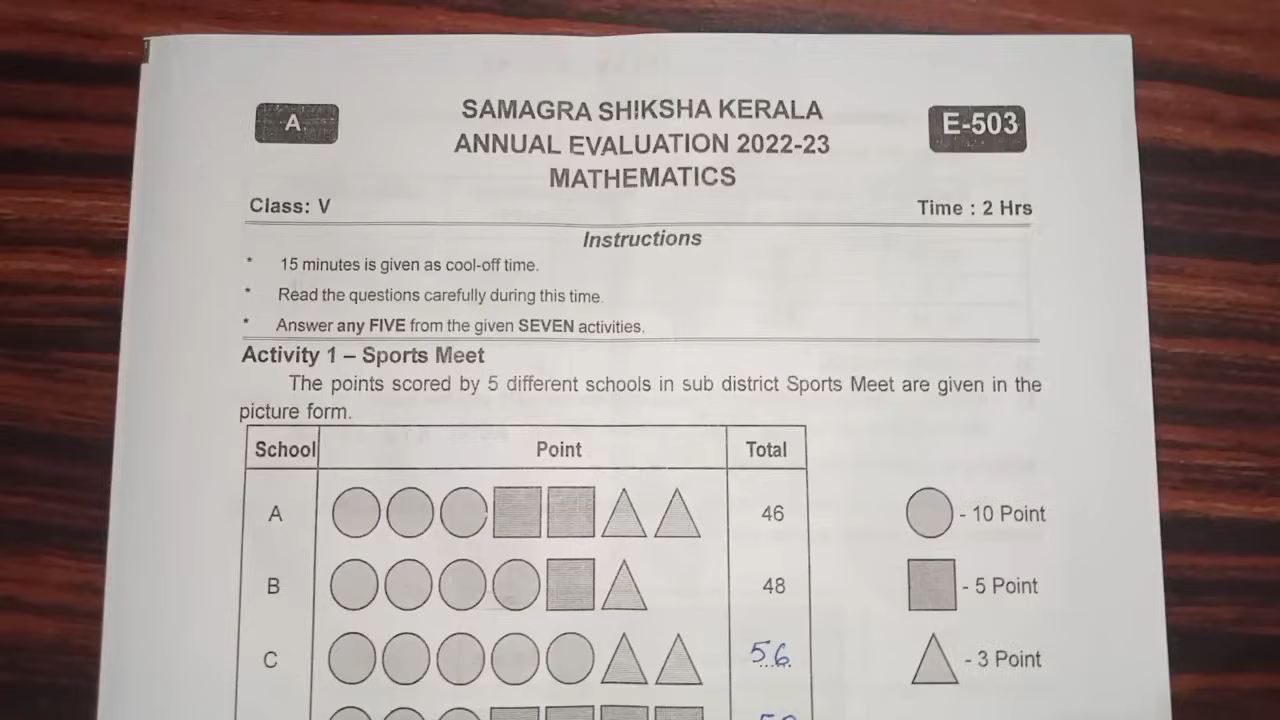 A
SAMAGRA SHIKSHA KERALA
E-503
ANNUAL EVALUATION 2022-23
MATHEMATICS
Class: V
Time : 2 Hrs
Instructions
* 15 minutes is given as cool-off time.
* Read the questions carefully during this time.
* Answer any FIVE from the given SEVEN activities.
Activity 1 – Sports Meet
The points scored by 5 different schools in sub district Sports Meet are given in the
picture form.
School Point Total
A 46 - 10 Point
B 48 - 5 Point
C 56 - 3 Point